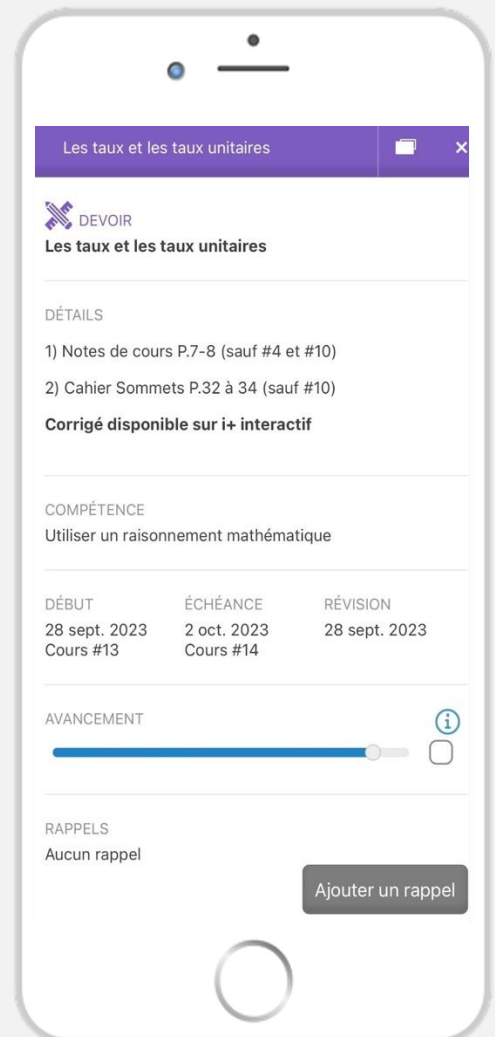 Les taux et les taux unitaires
DEVOIR
Les taux et les taux unitaires
DÉTAILS
1) Notes de cours P.7-8 (sauf #4 et #10)
2) Cahier Sommets P.32 à 34 (sauf #10)
Corrigé disponible sur i+ interactif
COMPÉTENCE
Utiliser un raisonnement mathématique
DÉBUT ÉCHÉANCE RÉVISION
28 sept. 2023 2 oct. 2023 28 sept. 2023
Cours #13 Cours #14
AVANCEMENT
RAPPELS
Aucun rappel
Ajouter un rappel